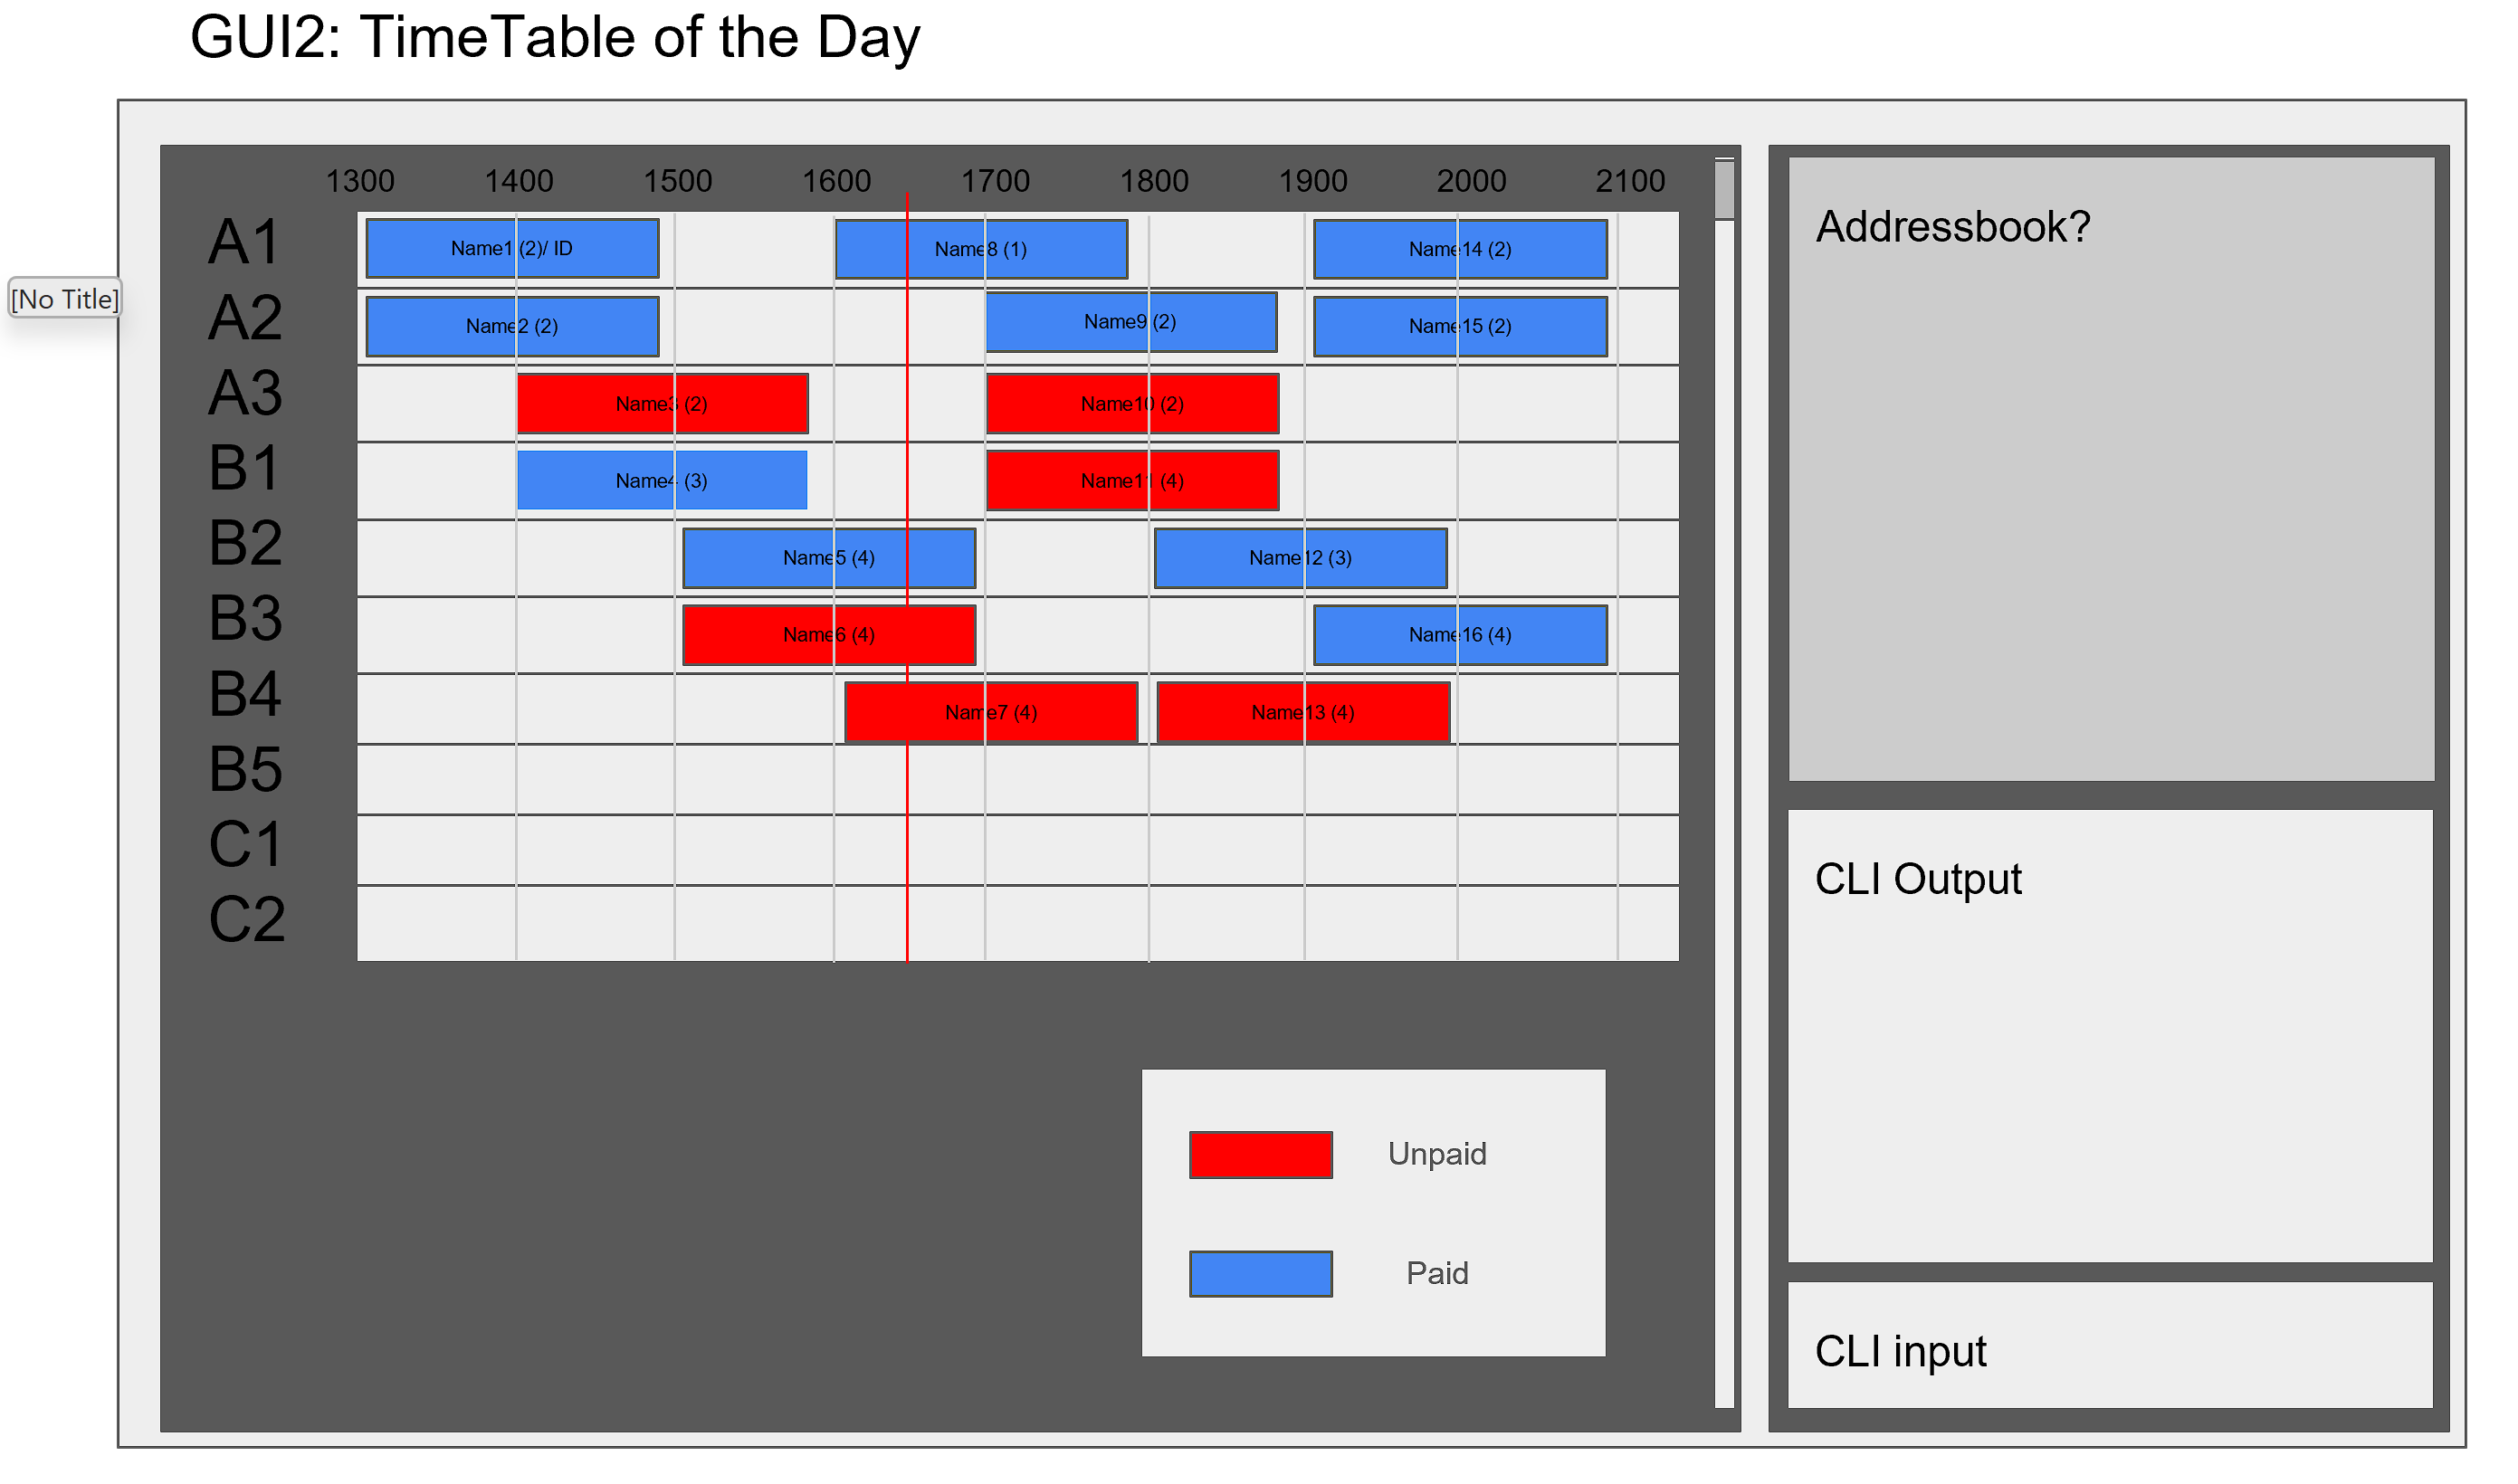 GUI2: TimeTable of the Day
[No Title]
1300 1400 1500 1600 1700 1800 1900 2000 2100
A1 Name1 (2)/ ID Name8 (1) Name14 (2)
A2 Name2 (2) Name9 (2) Name15 (2)
A3 Name3 (2) Name10 (2)
B1 Name4 (3) Name11 (4)
B2 Name5 (4) Name12 (3)
B3 Name6 (4) Name16 (4)
B4 Name7 (4) Name13 (4)
B5
C1
C2
Unpaid
Paid
Addressbook?
CLI Output
CLI input